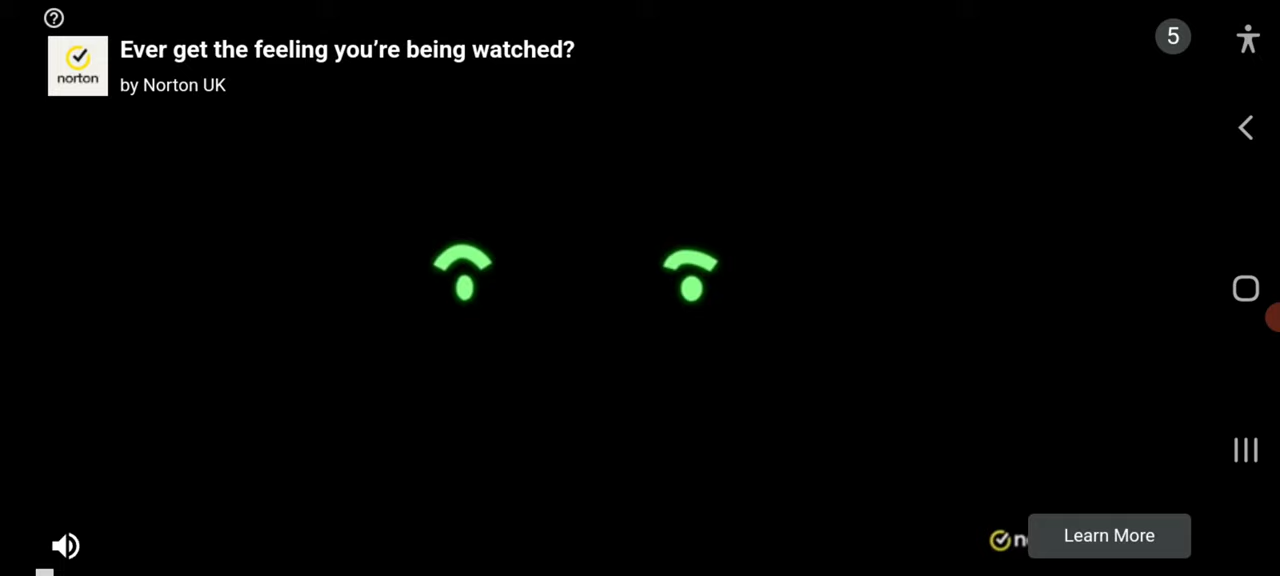 Ever get the feeling you’re being watched?
norton
by Norton UK
5
n
Learn More